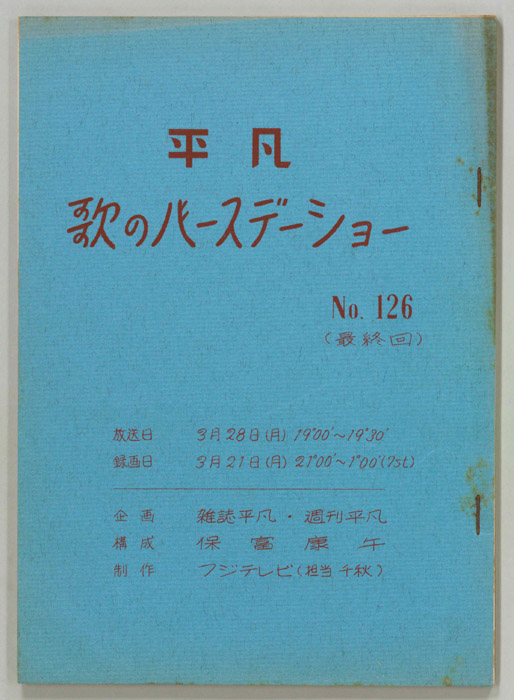 平凡
歌のバースデーショー
No. 126
(最終回)
放送日 3月28日(月) 19°00'~19°30'
録画日 3月21日(月) 21°00'~1°00'(7st)
企画 雑誌平凡・週刊平凡
構成 保富康午
制作 フジテレビ(担当 千秋)